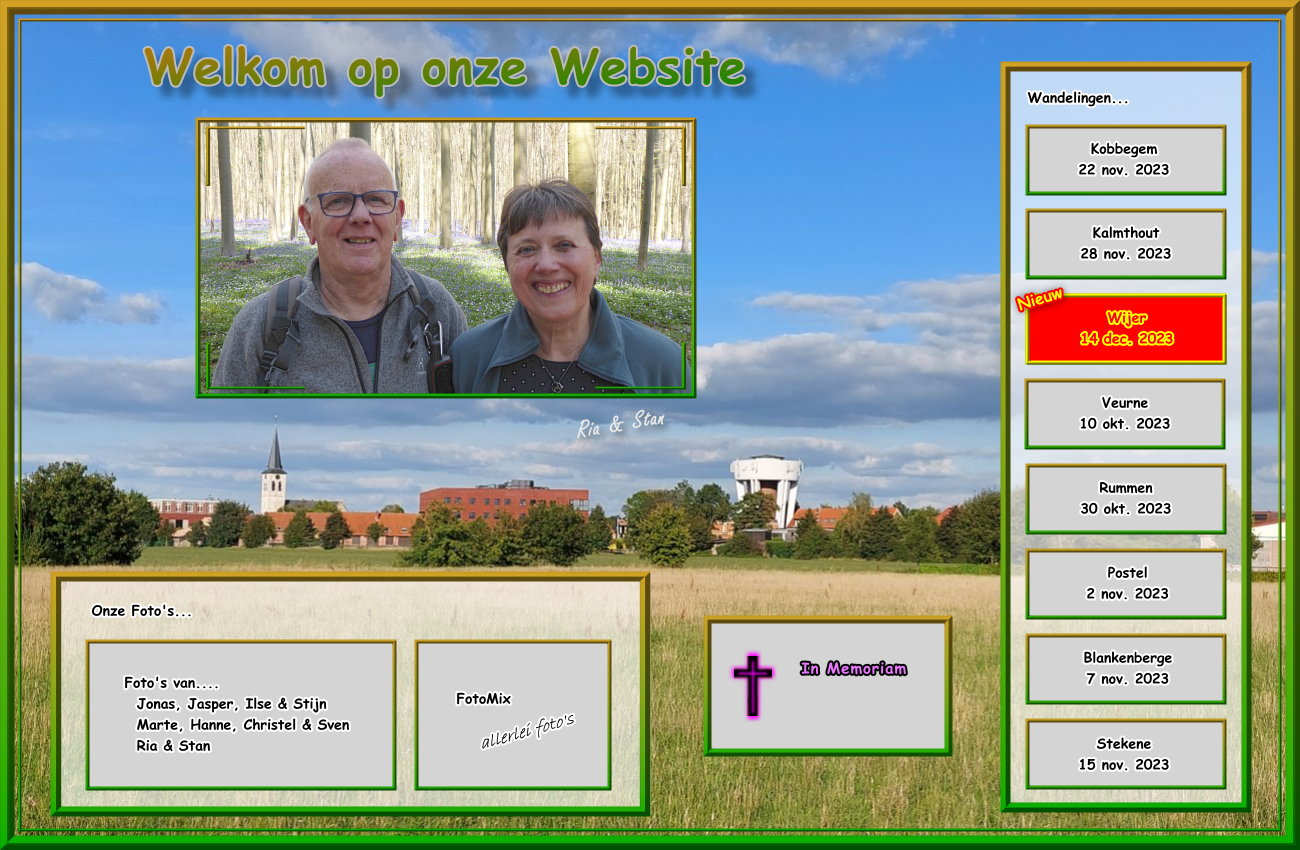 Welkom op onze Website
Ria & Stan
Wandelingen...
Kobbegem
22 nov. 2023
Kalmthout
28 nov. 2023
Nieuw
Wijer
14 dec. 2023
Veurne
10 okt. 2023
Rummen
30 okt. 2023
Postel
2 nov. 2023
Blankenberge
7 nov. 2023
Stekene
15 nov. 2023
Onze Foto's...
Foto's van....
Jonas, Jasper, Ilse & Stijn
Marte, Hanne, Christel & Sven
Ria & Stan
FotoMix
allerlei foto's
In Memoriam